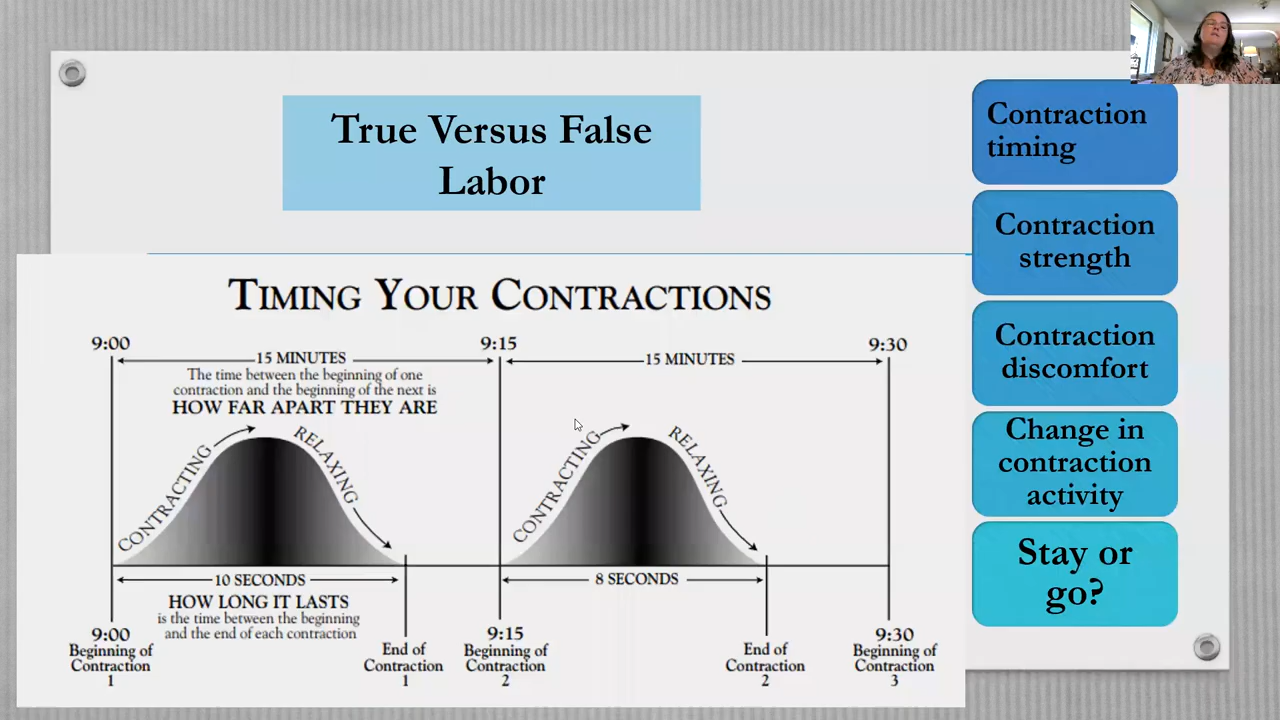 True Versus False
Labor
Contraction
timing
Contraction
strength
Contraction
discomfort
Change in
contraction
activity
Stay or
go?
TIMING YOUR CONTRACTIONS
9:00
9:15
9:30
15 MINUTES
15 MINUTES
The time between the beginning of one
contraction and the beginning of the next is
HOW FAR APART THEY ARE
CONTRACTING
RELAXING
CONTRACTING
RELAXING
10 SECONDS
8 SECONDS
HOW LONG IT LASTS
is the time between the beginning
and the end of each contraction
9:00
Beginning of
Contraction
1
End of
Contraction
1
9:15
Beginning of
Contraction
2
End of
Contraction
2
9:30
Beginning of
Contraction
3